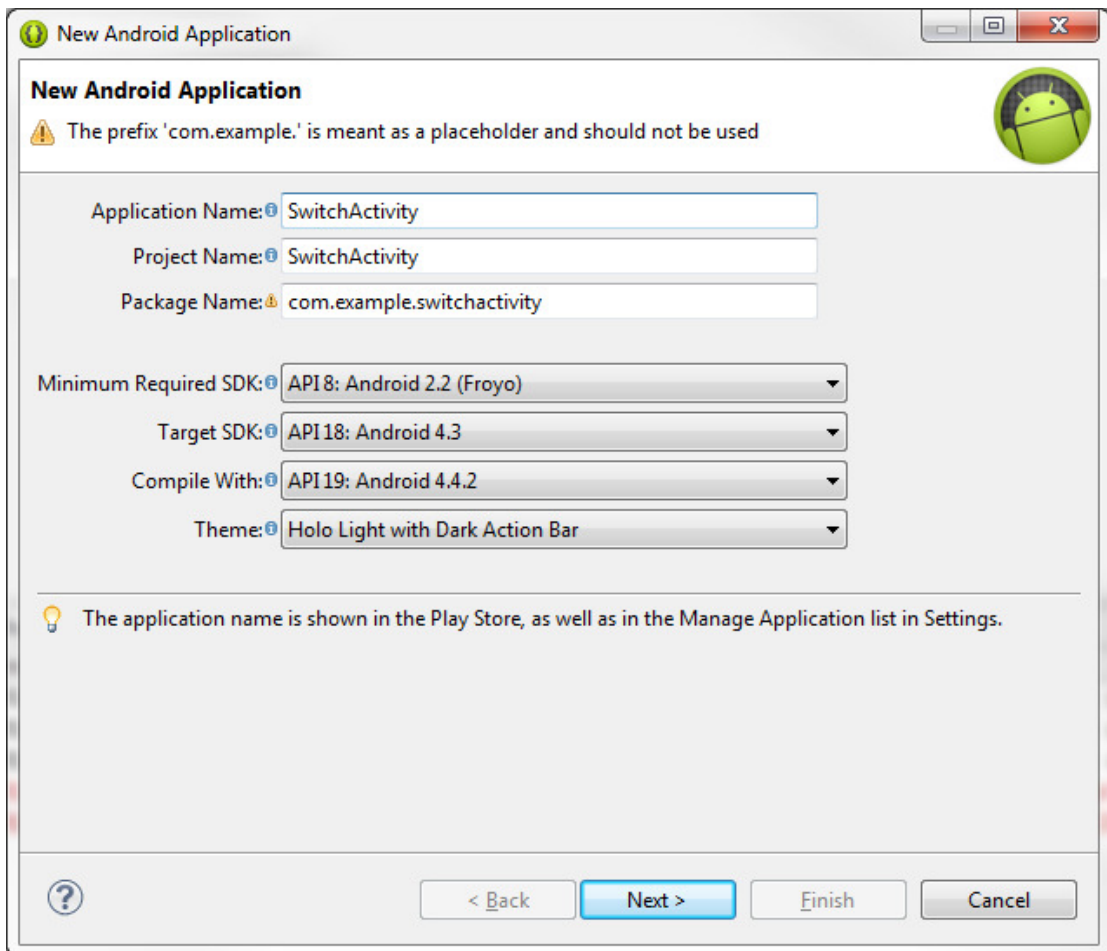 New Android Application
New Android Application
The prefix 'com.example.' is meant as a placeholder and should not be used
Application Name: SwitchActivity
Project Name: SwitchActivity
Package Name: com.example.switchactivity
Minimum Required SDK: API 8: Android 2.2 (Froyo)
Target SDK: API 18: Android 4.3
Compile With: API 19: Android 4.4.2
Theme: Holo Light with Dark Action Bar
The application name is shown in the Play Store, as well as in the Manage Application list in Settings.
? < Back Next > Finish Cancel